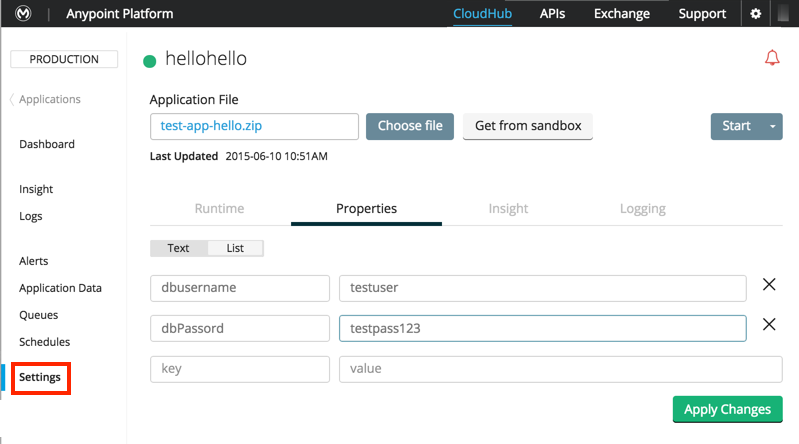 Anypoint Platform
CloudHub
APIs
Exchange
Support
PRODUCTION
Applications
Dashboard
Insight
Logs
Alerts
Application Data
Queues
Schedules
Settings
hellohello
Application File
test-app-hello.zip
Choose file
Get from sandbox
Start
Last Updated 2015-06-10 10:51AM
Runtime
Properties
Insight
Logging
Text
List
dbusername
testuser
dbPassord
testpass123
key
value
Apply Changes